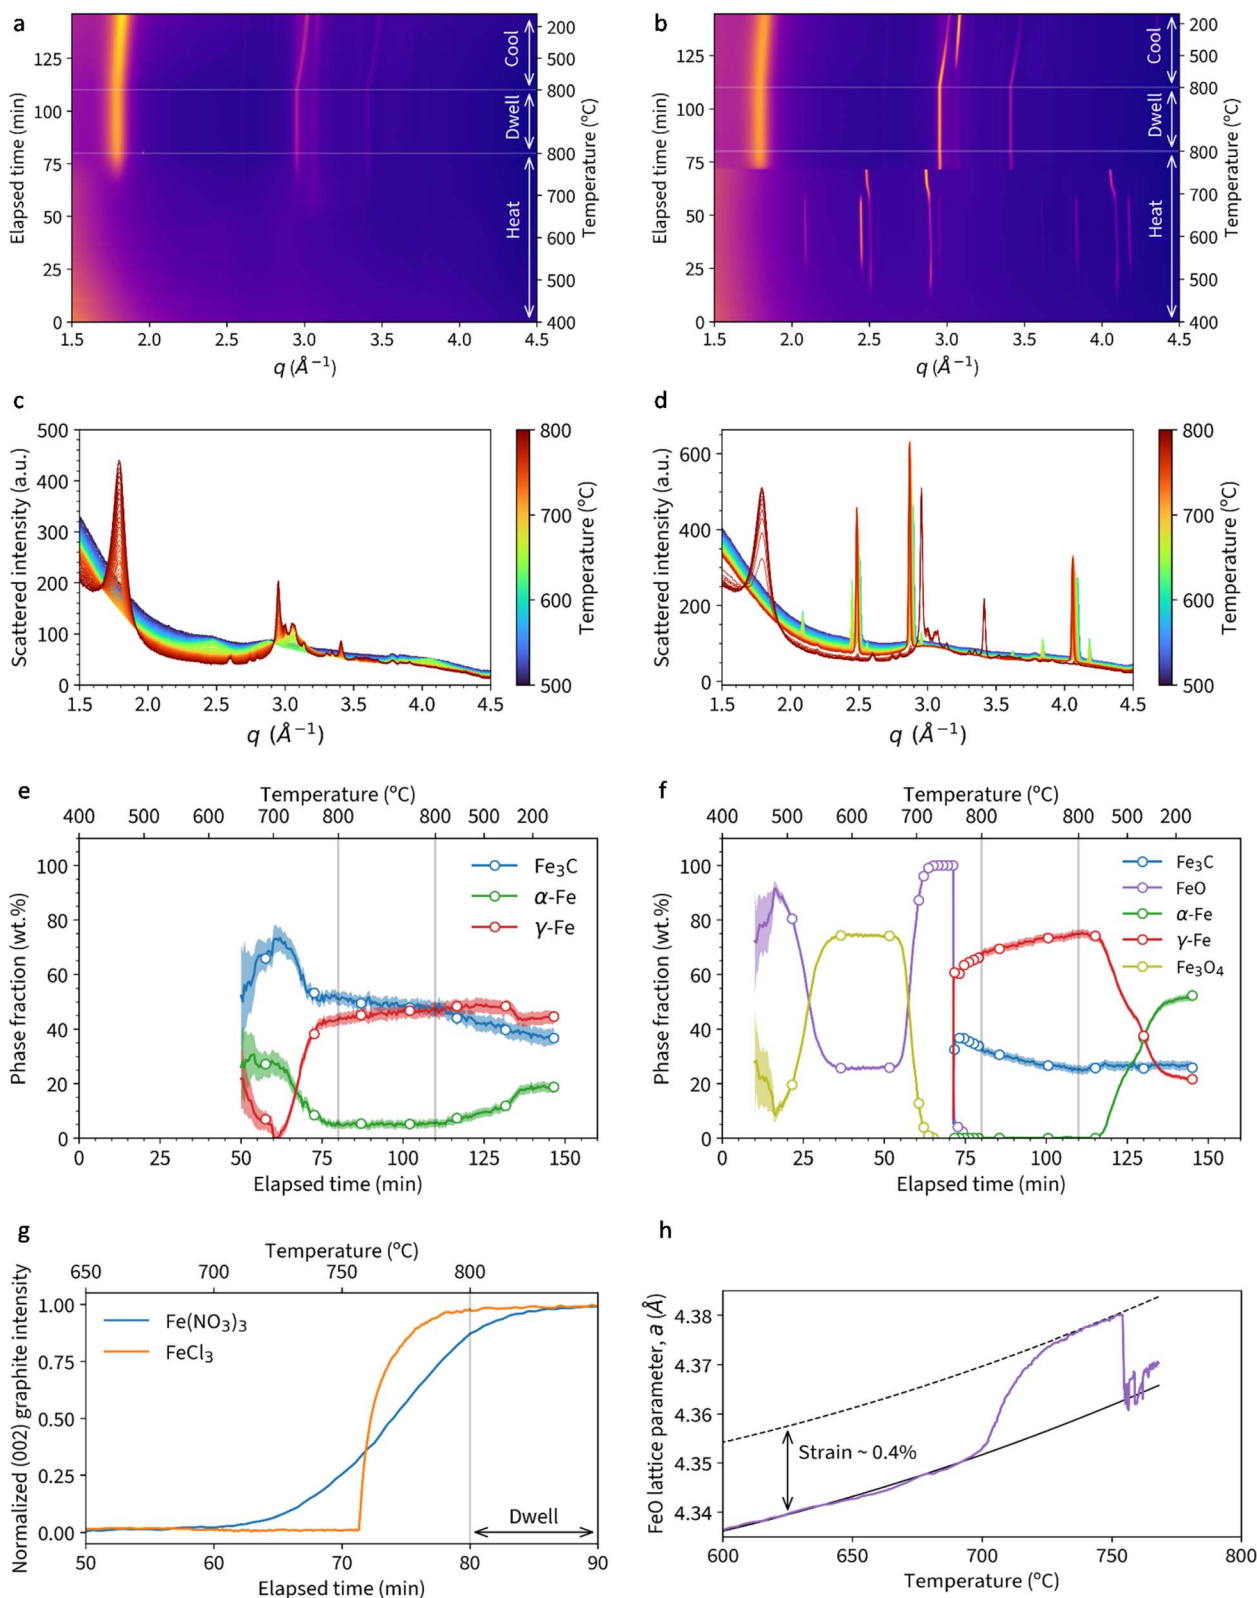 a
b
Elapsed time (min)
125
100
75
50
25
0
Cool
Dwell
Heat
200
500
800
800
700
600
500
400
Temperature (°C)
1.5 2.0 2.5 3.0 3.5 4.0 4.5
q (Å⁻¹)
Elapsed time (min)
125
100
75
50
25
0
Cool
Dwell
Heat
200
500
800
800
700
600
500
400
Temperature (°C)
1.5 2.0 2.5 3.0 3.5 4.0 4.5
q (Å⁻¹)
c
d
Scattered intensity (a.u.)
500
400
300
200
100
0
1.5 2.0 2.5 3.0 3.5 4.0 4.5
q (Å⁻¹)
800
700
600
500
Temperature (°C)
Scattered intensity (a.u.)
600
400
200
0
1.5 2.0 2.5 3.0 3.5 4.0 4.5
q (Å⁻¹)
800
700
600
500
Temperature (°C)
e
f
Temperature (°C)
400 500 600 700 800 800 500 200
Phase fraction (wt.%)
100
80
60
40
20
0
Fe₃C
α-Fe
γ-Fe
0 25 50 75 100 125 150
Elapsed time (min)
Temperature (°C)
400 500 600 700 800 800 500 200
Phase fraction (wt.%)
100
80
60
40
20
0
Fe₃C
FeO
α-Fe
γ-Fe
Fe₃O₄
0 25 50 75 100 125 150
Elapsed time (min)
g
h
Temperature (°C)
650 700 750 800
Normalized (002) graphite intensity
1.00
0.75
0.50
0.25
0.00
Fe(NO₃)₃
FeCl₃
Dwell
50 60 70 80 90
Elapsed time (min)
FeO lattice parameter, a (Å)
4.38
4.37
4.36
4.35
4.34
Strain ~ 0.4%
600 650 700 750 800
Temperature (°C)